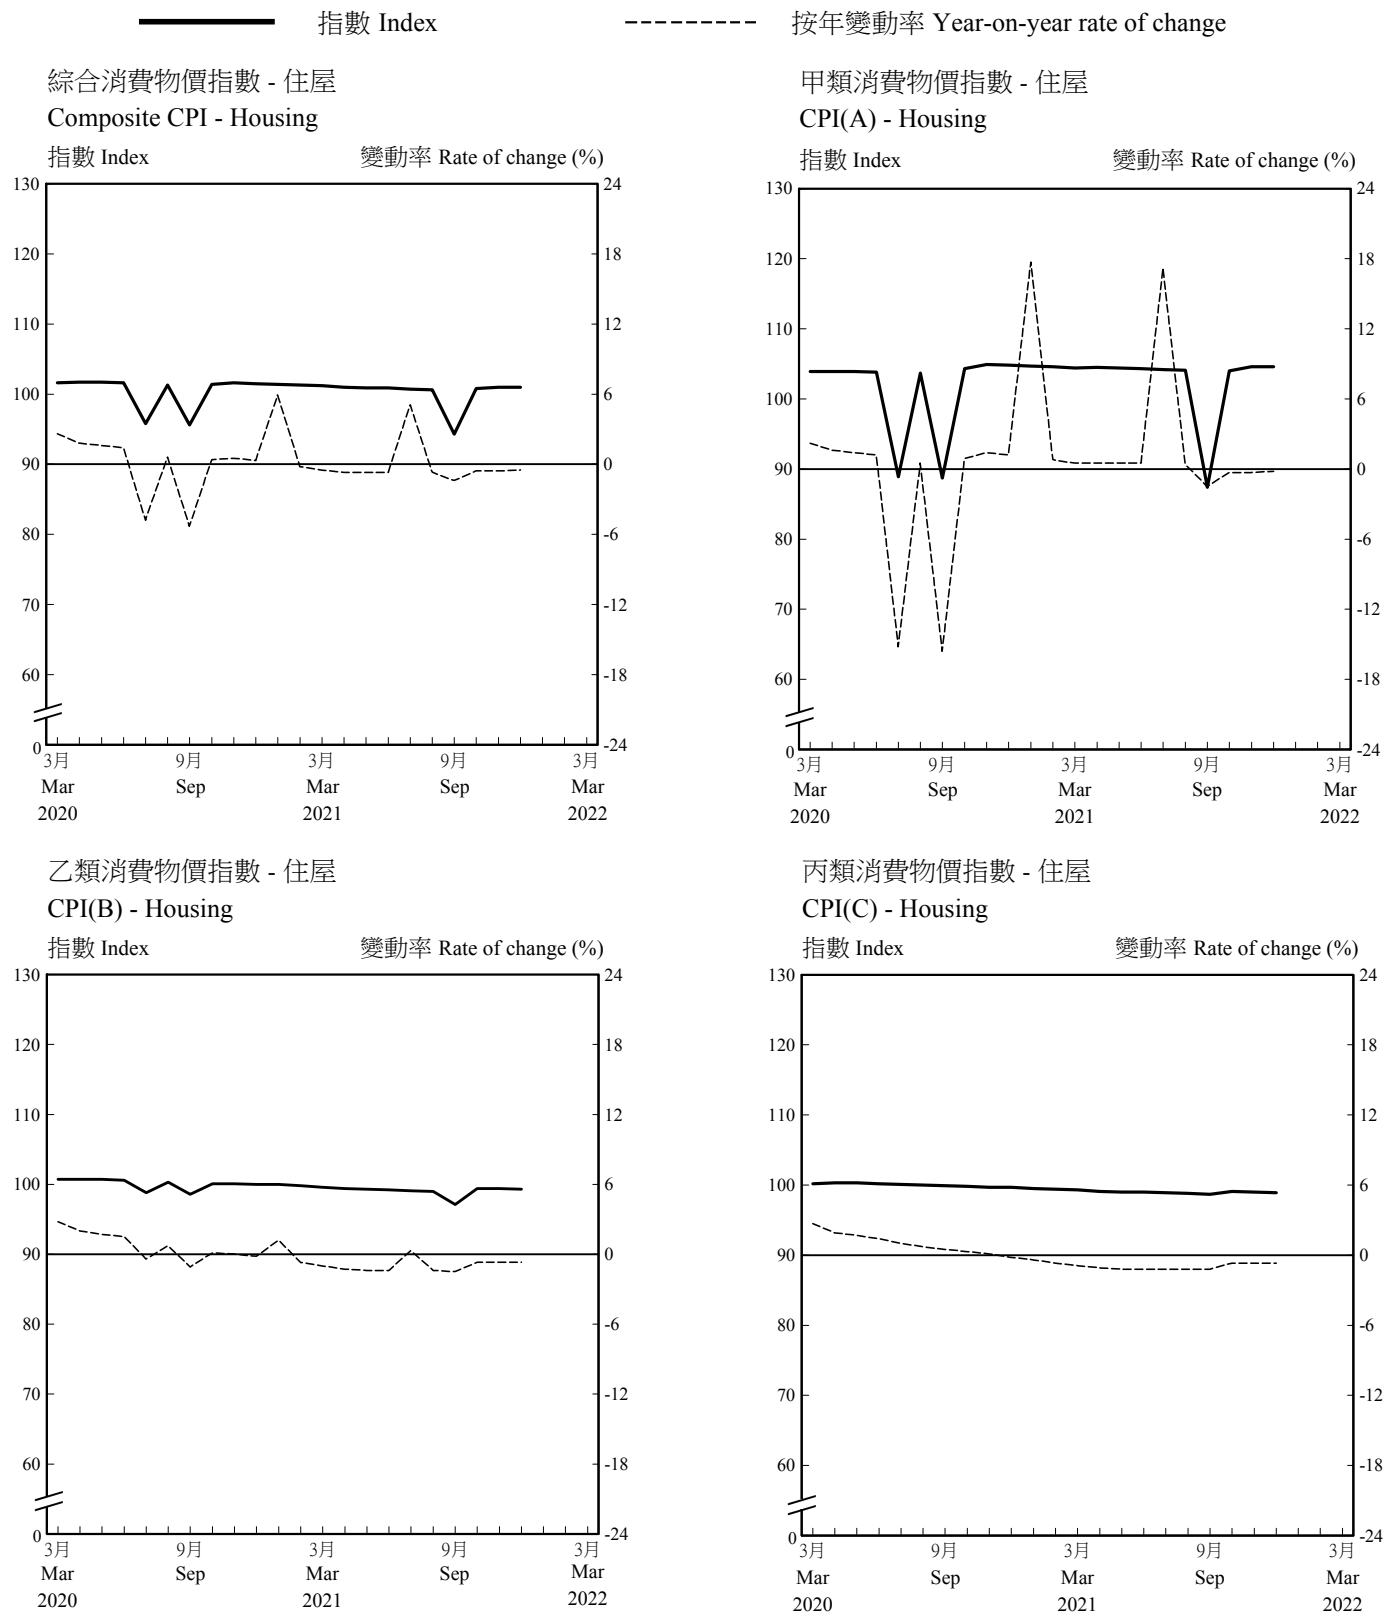 指數 Index
按年變動率 Year-on-year rate of change
綜合消費物價指數 - 住屋
Composite CPI - Housing
指數 Index 變動率 Rate of change (%)
130 24
120 18
110 12
100 6
90 0
80 -6
70 -12
60 -18
0 -24
3月 9月 3月 9月 3月
Mar Sep Mar Sep Mar
2020 2021 2022
甲類消費物價指數 - 住屋
CPI(A) - Housing
指數 Index 變動率 Rate of change (%)
130 24
120 18
110 12
100 6
90 0
80 -6
70 -12
60 -18
0 -24
3月 9月 3月 9月 3月
Mar Sep Mar Sep Mar
2020 2021 2022
乙類消費物價指數 - 住屋
CPI(B) - Housing
指數 Index 變動率 Rate of change (%)
130 24
120 18
110 12
100 6
90 0
80 -6
70 -12
60 -18
0 -24
3月 9月 3月 9月 3月
Mar Sep Mar Sep Mar
2020 2021 2022
丙類消費物價指數 - 住屋
CPI(C) - Housing
指數 Index 變動率 Rate of change (%)
130 24
120 18
110 12
100 6
90 0
80 -6
70 -12
60 -18
0 -24
3月 9月 3月 9月 3月
Mar Sep Mar Sep Mar
2020 2021 2022